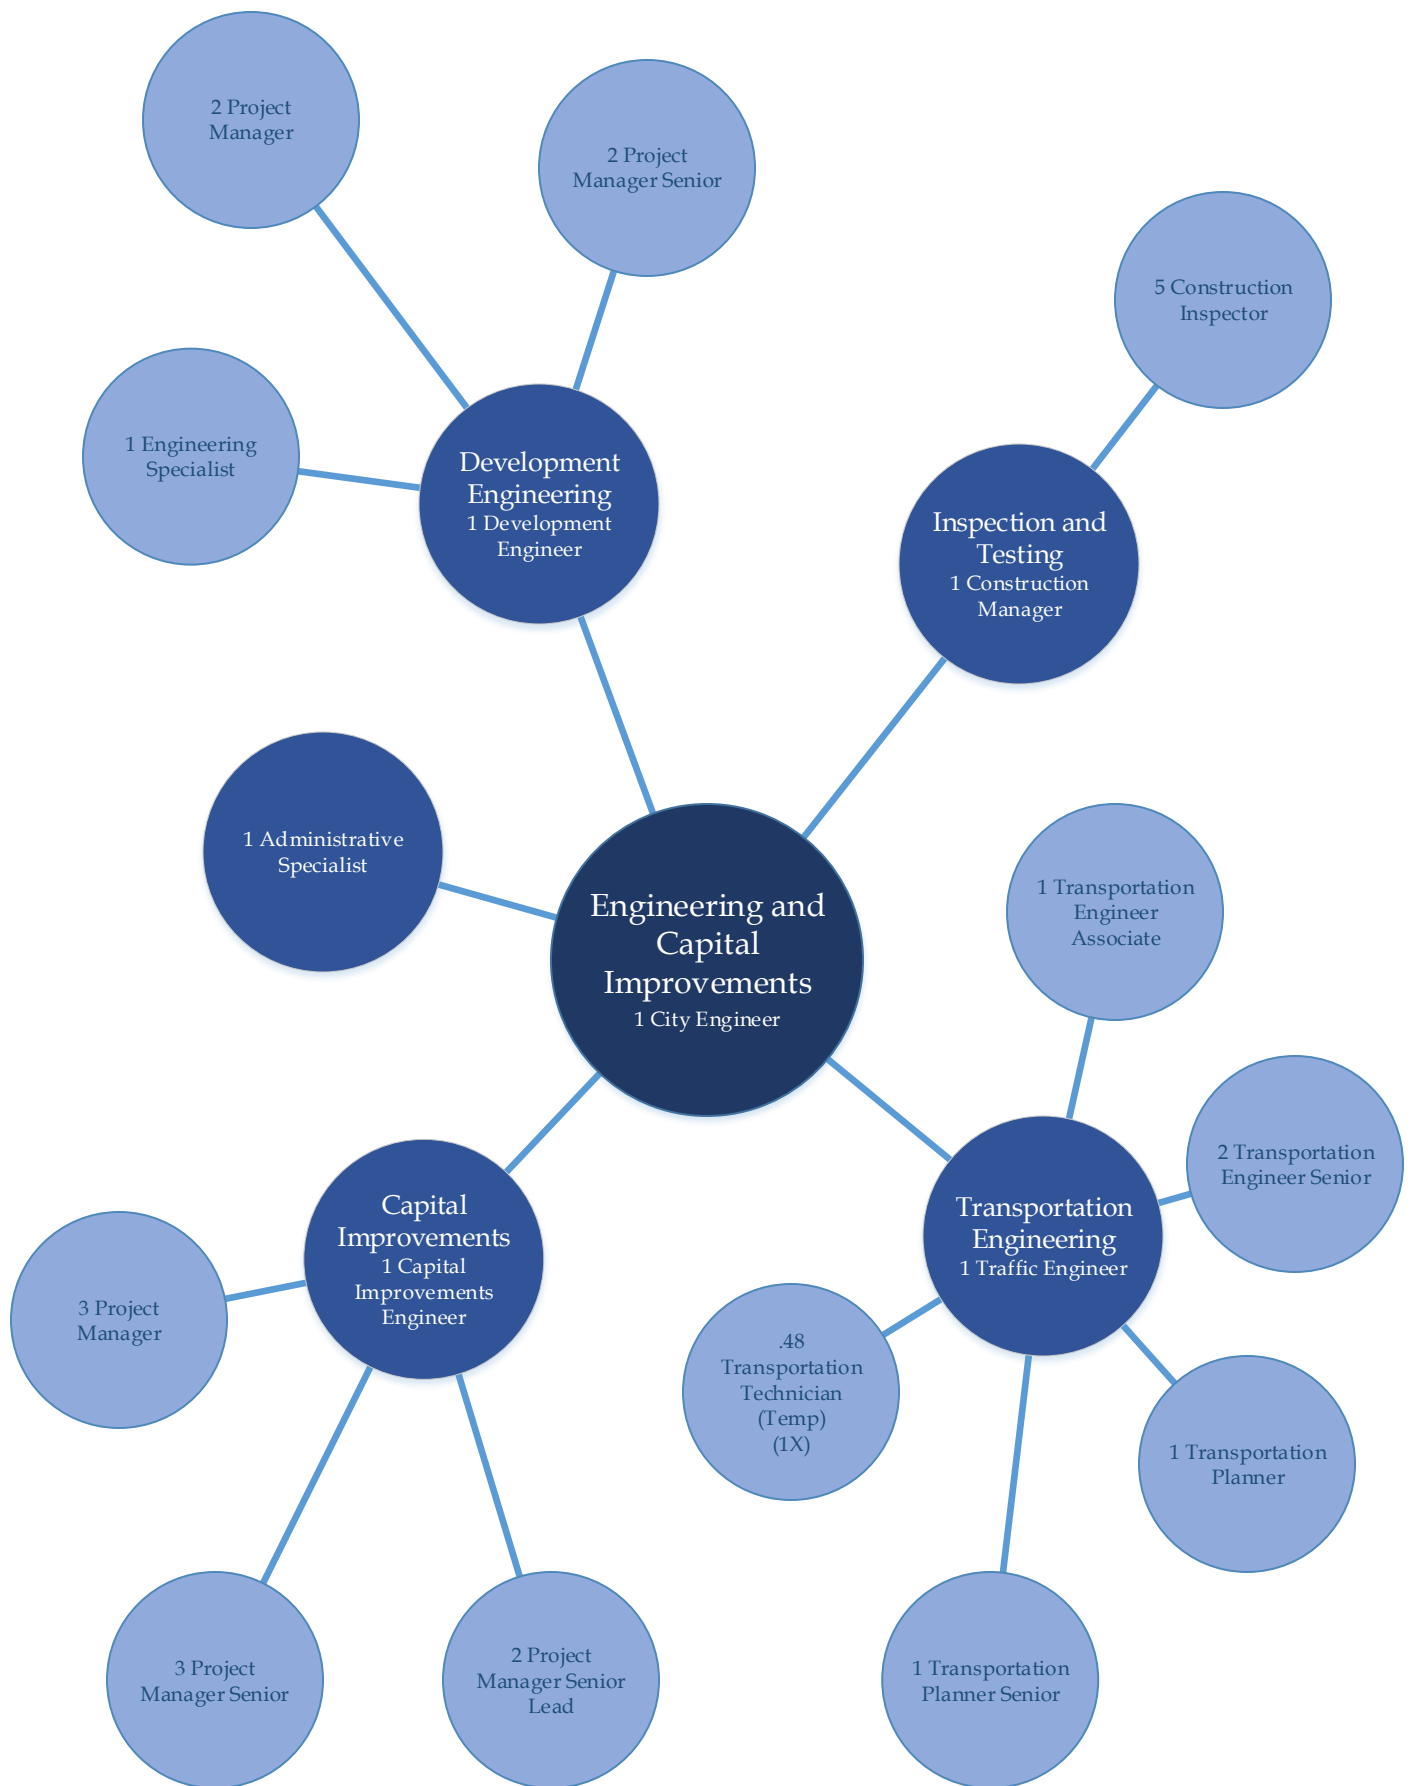 2 Project
Manager
2 Project
Manager Senior
5 Construction
Inspector
1 Engineering
Specialist
Development
Engineering
1 Development
Engineer
Inspection and
Testing
1 Construction
Manager
1 Administrative
Specialist
Engineering and
Capital
Improvements
1 City Engineer
1 Transportation
Engineer
Associate
2 Transportation
Engineer Senior
Capital
Improvements
1 Capital
Improvements
Engineer
Transportation
Engineering
1 Traffic Engineer
3 Project
Manager
.48
Transportation
Technician
(Temp)
(1X)
1 Transportation
Planner
3 Project
Manager Senior
2 Project
Manager Senior
Lead
1 Transportation
Planner Senior